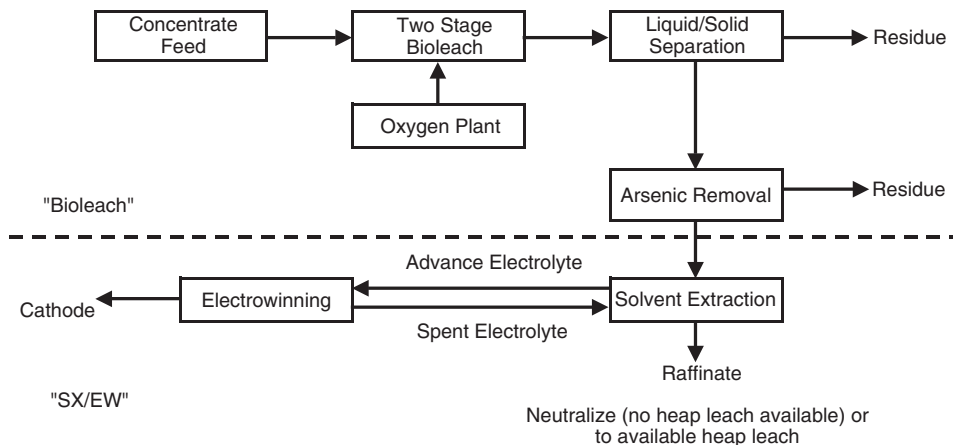 Concentrate
Feed
Two Stage
Bioleach
Liquid/Solid
Separation
Residue
Oxygen Plant
Arsenic Removal
Residue
"Bioleach"
Advance Electrolyte
Cathode
Electrowinning
Solvent Extraction
Spent Electrolyte
Raffinate
"SX/EW"
Neutralize (no heap leach available) or
to available heap leach